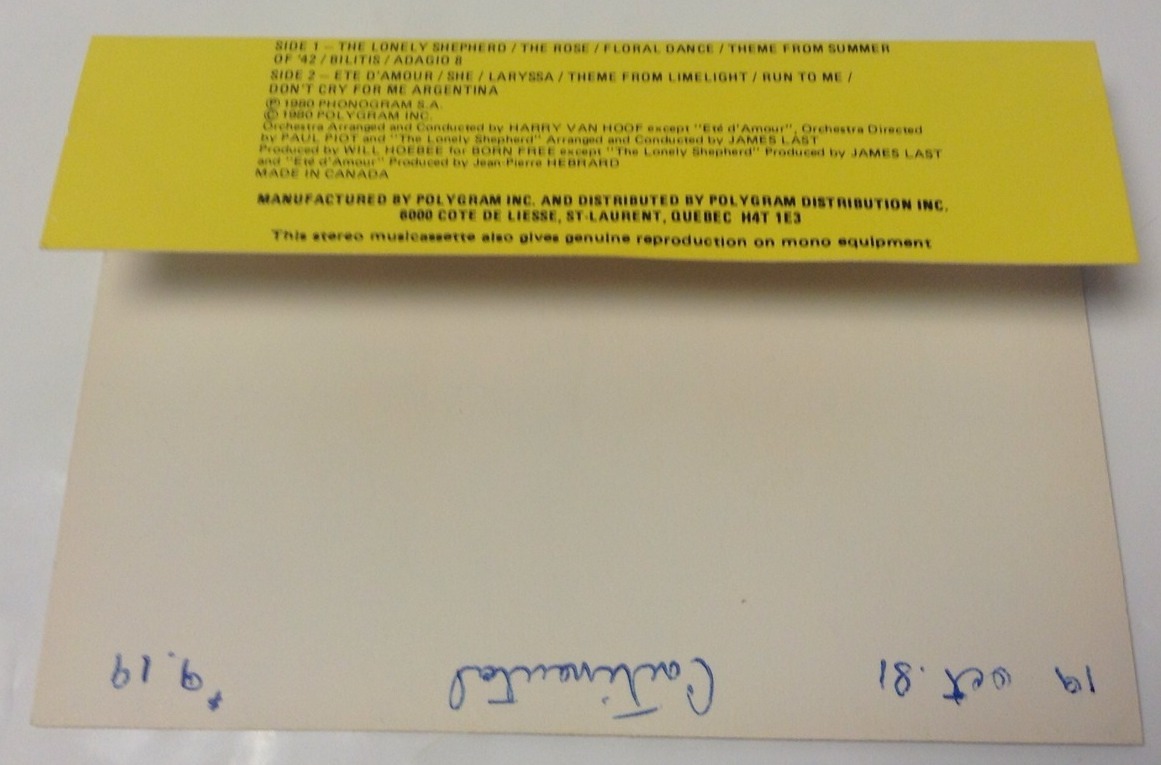 SIDE 1 – THE LONELY SHEPHERD / THE ROSE / FLORAL DANCE / THEME FROM SUMMER
OF '42 / BILITIS / ADAGIO 8
SIDE 2 – ETE D'AMOUR / SHE / LARYSSA / THEME FROM LIMELIGHT / RUN TO ME /
DON'T CRY FOR ME ARGENTINA
℗ 1980 PHONOGRAM S.A.
© 1980 POLYGRAM INC.
Orchestra Arranged and Conducted by HARRY VAN HOOF except "Eté d'Amour", Orchestra Directed
by PAUL PIOT and "The Lonely Shepherd" Arranged and Conducted by JAMES LAST
Produced by WILL HOEBEE for BORN FREE except "The Lonely Shepherd" Produced by JAMES LAST
and "Eté d'Amour" Produced by Jean-Pierre HEBRARD
MADE IN CANADA
MANUFACTURED BY POLYGRAM INC. AND DISTRIBUTED BY POLYGRAM DISTRIBUTION INC.
6000 COTE DE LIESSE, ST-LAURENT, QUEBEC H4T 1E3
This stereo musicassette also gives genuine reproduction on mono equipment
19 oct. 81 Continental $9.19